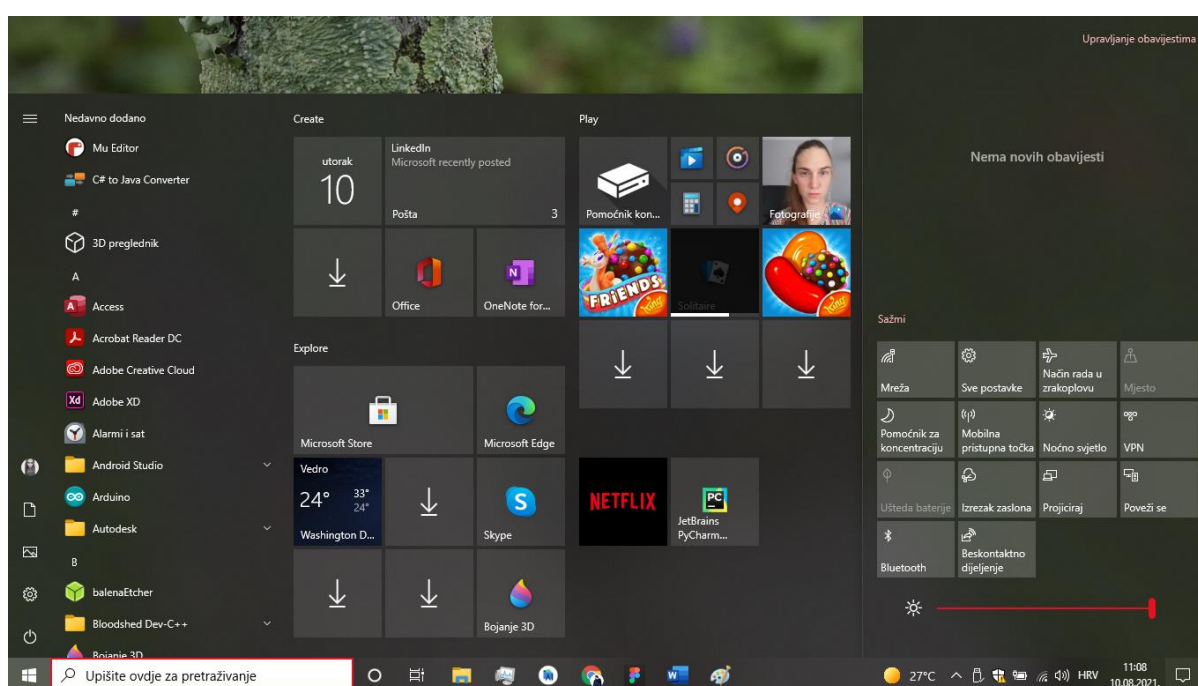 Upravljanje obavijestima
Nema novih obavijesti
Nedavno dodano
Mu Editor
C# to Java Converter
#
3D preglednik
A
Access
Acrobat Reader DC
Adobe Creative Cloud
Adobe XD
Alarmi i sat
Android Studio
Arduino
Autodesk
B
balenaEtcher
Bloodshed Dev-C++
Bojanje 3D
Create
utorak
10
LinkedIn
Microsoft recently posted
Pošta 3
Office
OneNote for...
Explore
Microsoft Store
Microsoft Edge
Vedro
24° 33°
24°
Washington D...
Skype
Bojanje 3D
Play
Pomoćnik kon...
Fotografije
FRIENDS
King
Solitaire
King
NETFLIX
PC
JetBrains
PyCharm...
Sažmi
Mreža
Sve postavke
Način rada u
zrakoplovu
Mjesto
Pomoćnik za
koncentraciju
Mobilna
pristupna točka
Noćno svjetlo
VPN
Ušteda baterije
Izrezak zaslona
Projiciraj
Poveži se
Bluetooth
Beskontaktno
dijeljenje
Upišite ovdje za pretraživanje
27°C
HRV
11:08
10.08.2021.